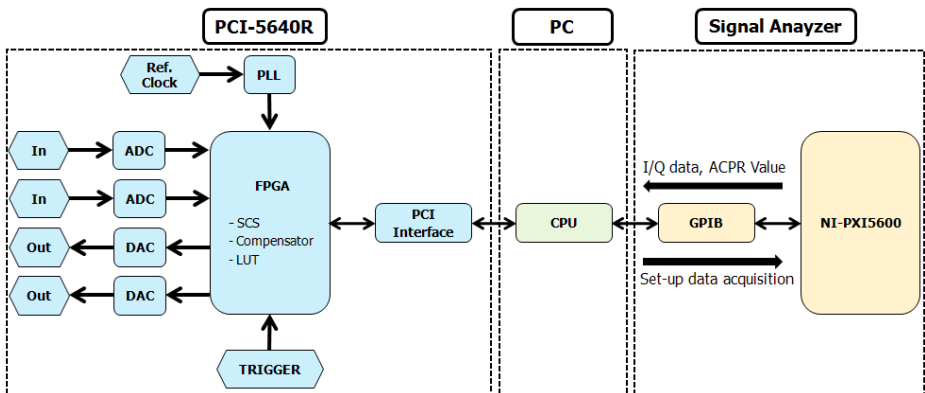 PCI-5640R
PC
Signal Anayzer
Ref.
Clock
PLL
In
ADC
In
ADC
Out
DAC
Out
DAC
FPGA
- SCS
- Compensator
- LUT
TRIGGER
PCI
Interface
CPU
I/Q data, ACPR Value
GPIB
Set-up data acquisition
NI-PXI5600